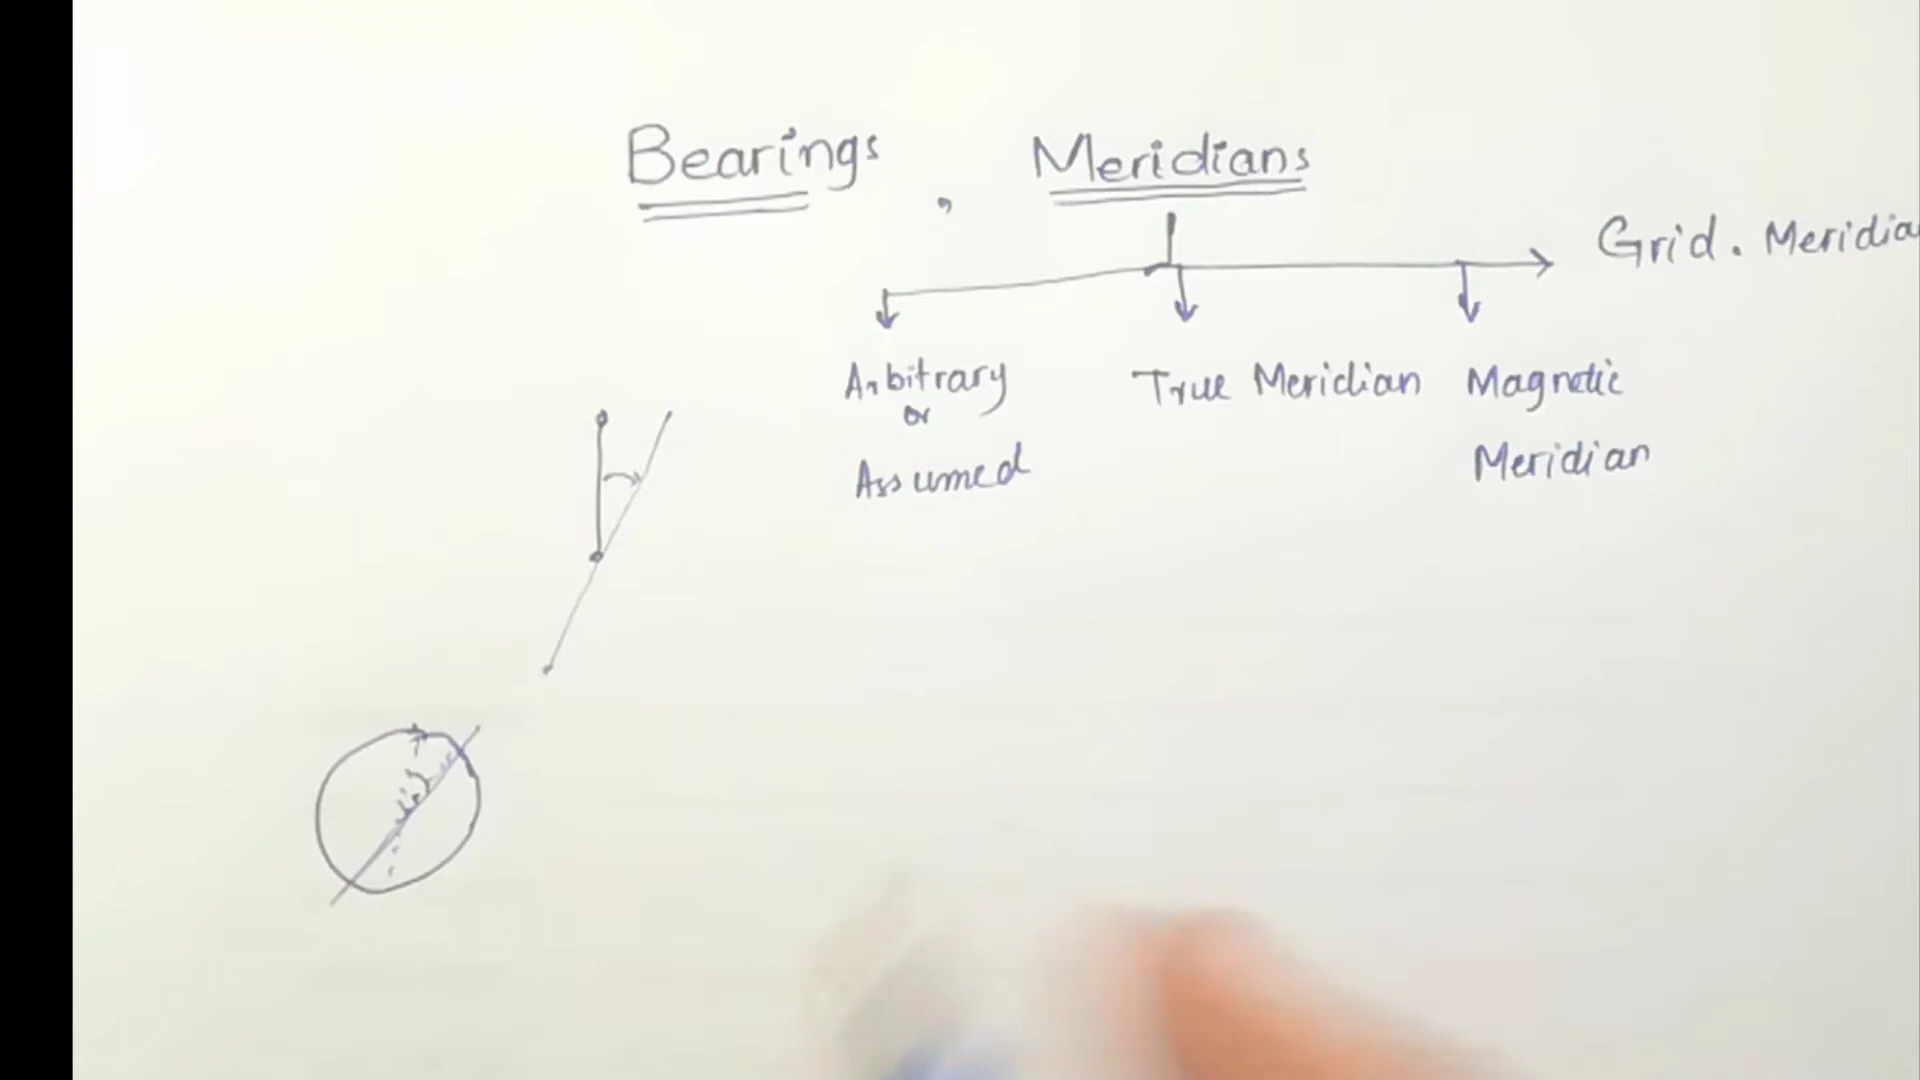 Bearings , Meridians
Grid. Meridia
Arbitrary
or
Assumed
True Meridian
Magnetic
Meridian